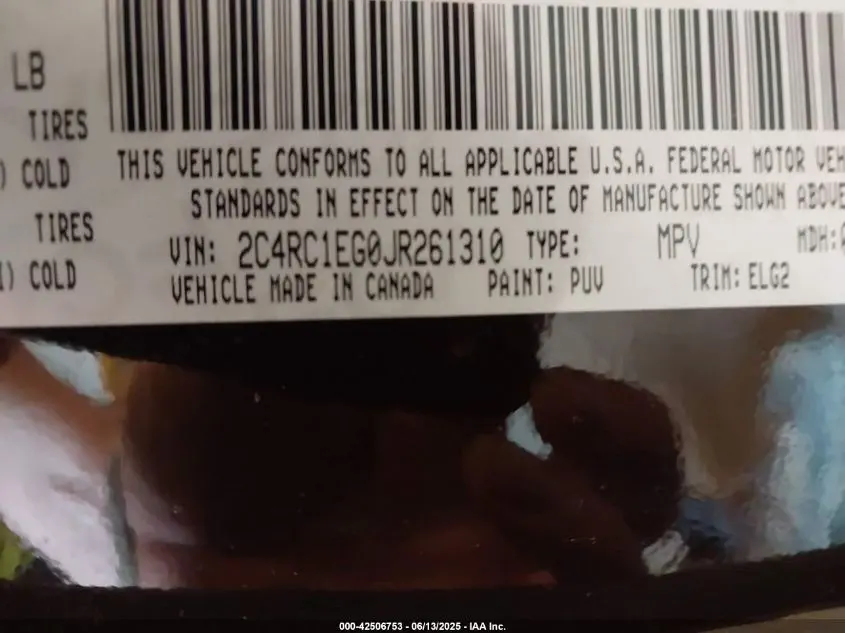 LB
TIRES
) COLD
THIS VEHICLE CONFORMS TO ALL APPLICABLE U.S.A. FEDERAL MOTOR VEH
STANDARDS IN EFFECT ON THE DATE OF MANUFACTURE SHOWN ABOVE
TIRES
VIN: 2C4RC1EG0JR261310 TYPE: MPV MDH:
I) COLD
VEHICLE MADE IN CANADA PAINT: PUV TRIM: ELG2
000-42506753 - 06/13/2025 - IAA Inc.